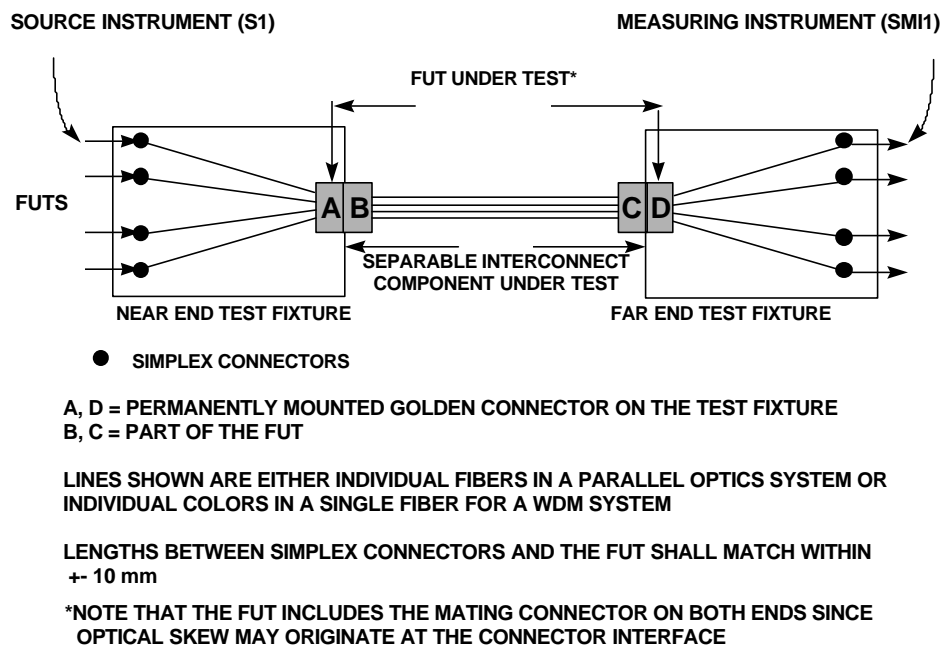 SOURCE INSTRUMENT (S1)
MEASURING INSTRUMENT (SMI1)
FUT UNDER TEST*
FUTS
A B
C D
SEPARABLE INTERCONNECT
COMPONENT UNDER TEST
NEAR END TEST FIXTURE
FAR END TEST FIXTURE
SIMPLEX CONNECTORS
A, D = PERMANENTLY MOUNTED GOLDEN CONNECTOR ON THE TEST FIXTURE
B, C = PART OF THE FUT
LINES SHOWN ARE EITHER INDIVIDUAL FIBERS IN A PARALLEL OPTICS SYSTEM OR
INDIVIDUAL COLORS IN A SINGLE FIBER FOR A WDM SYSTEM
LENGTHS BETWEEN SIMPLEX CONNECTORS AND THE FUT SHALL MATCH WITHIN
+- 10 mm
*NOTE THAT THE FUT INCLUDES THE MATING CONNECTOR ON BOTH ENDS SINCE
OPTICAL SKEW MAY ORIGINATE AT THE CONNECTOR INTERFACE